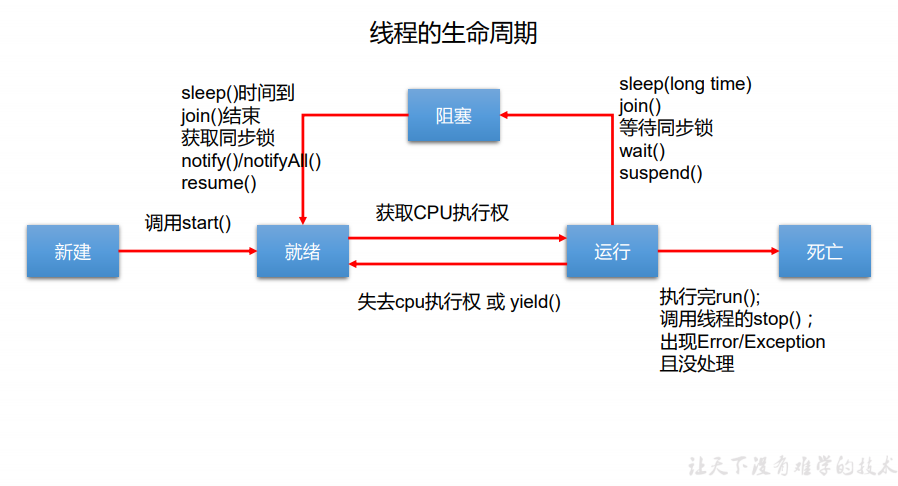 线程的生命周期
sleep()时间到
join()结束
获取同步锁
notify()/notifyAll()
resume()
阻塞
sleep(long time)
join()
等待同步锁
wait()
suspend()
调用start()
获取CPU执行权
新建
就绪
运行
死亡
失去cpu执行权 或 yield()
执行完run();
调用线程的stop()；
出现Error/Exception
且没处理
让天下没有难学的技术